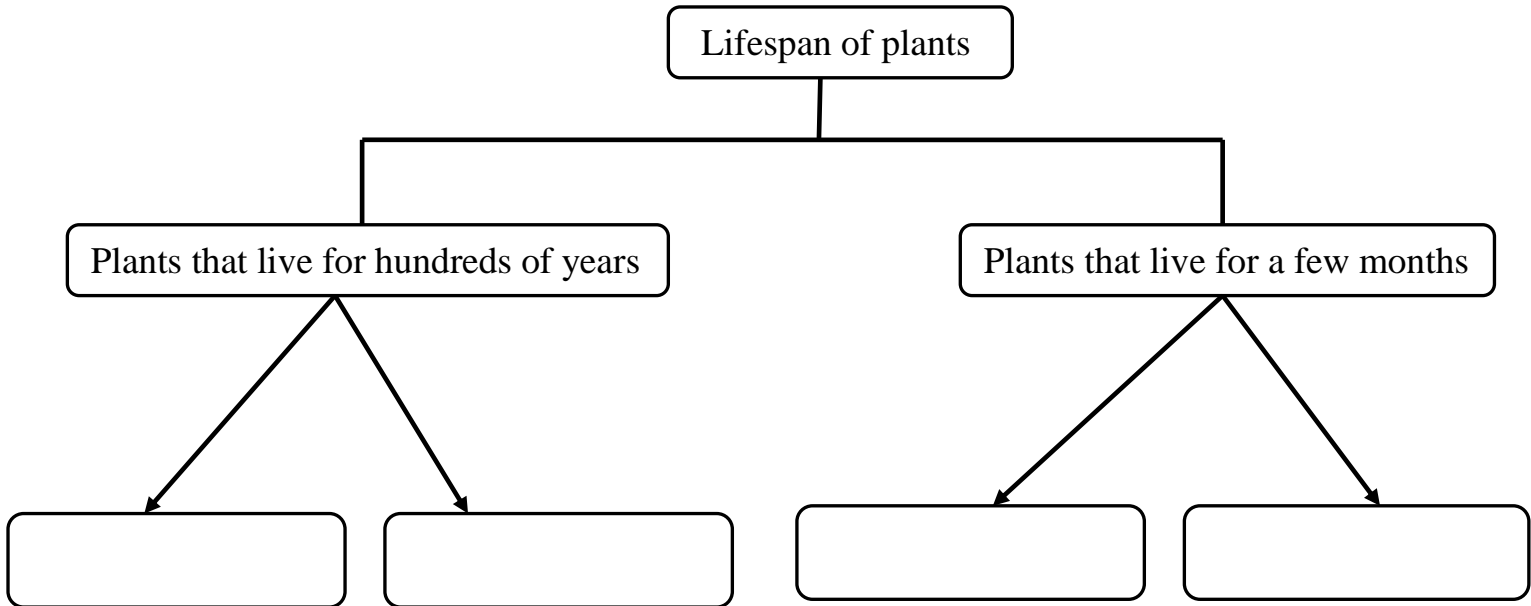 Lifespan of plants
Plants that live for hundreds of years
Plants that live for a few months